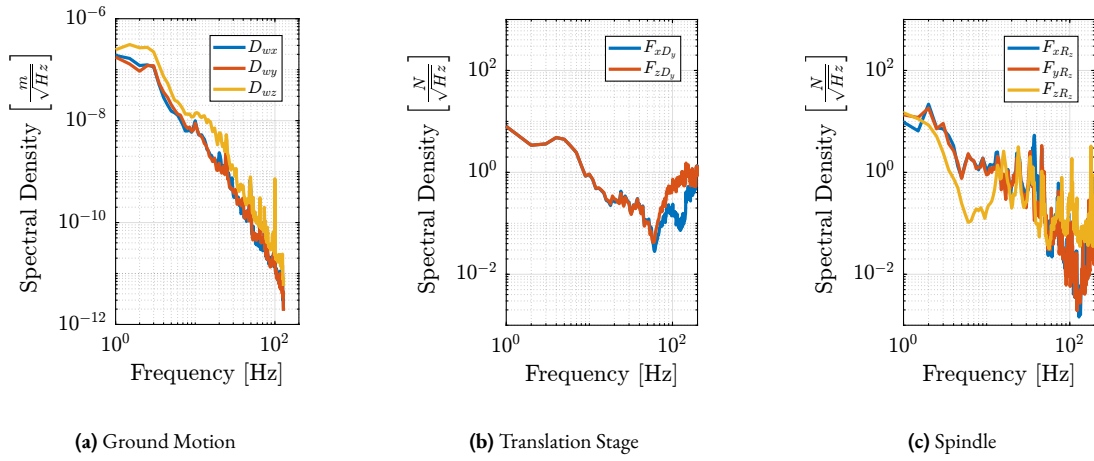 10^{-6}
10^{-8}
10^{-10}
10^{-12}
10^0
10^2
Spectral Density [m/√Hz]
Frequency [Hz]
D_{wx}
D_{wy}
D_{wz}
(a) Ground Motion
10^2
10^0
10^{-2}
10^0
10^2
Spectral Density [N/√Hz]
Frequency [Hz]
F_{xD_y}
F_{zD_y}
(b) Translation Stage
10^2
10^0
10^{-2}
10^0
10^2
Spectral Density [N/√Hz]
Frequency [Hz]
F_{xR_z}
F_{yR_z}
F_{zR_z}
(c) Spindle